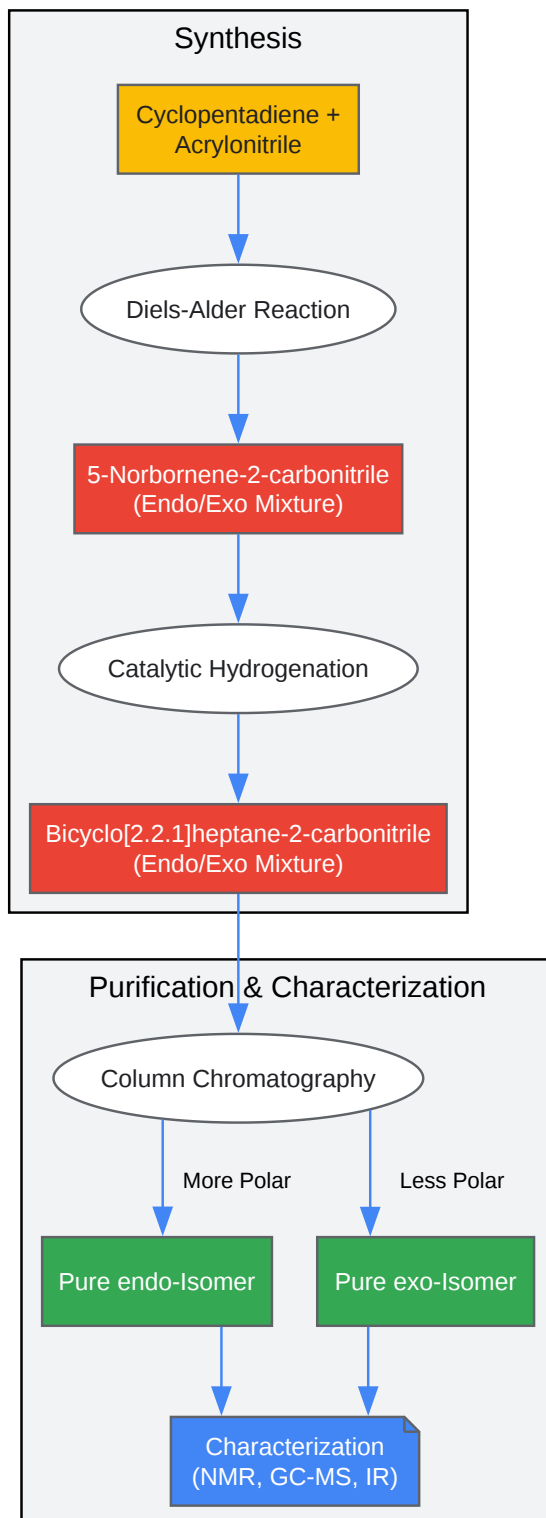 Synthesis
Cyclopentadiene +
Acrylonitrile
Diels-Alder Reaction
5-Norbornene-2-carbonitrile
(Endo/Exo Mixture)
Catalytic Hydrogenation
Bicyclo[2.2.1]heptane-2-carbonitrile
(Endo/Exo Mixture)
Purification & Characterization
Column Chromatography
More Polar
Less Polar
Pure endo-Isomer
Pure exo-Isomer
Characterization
(NMR, GC-MS, IR)